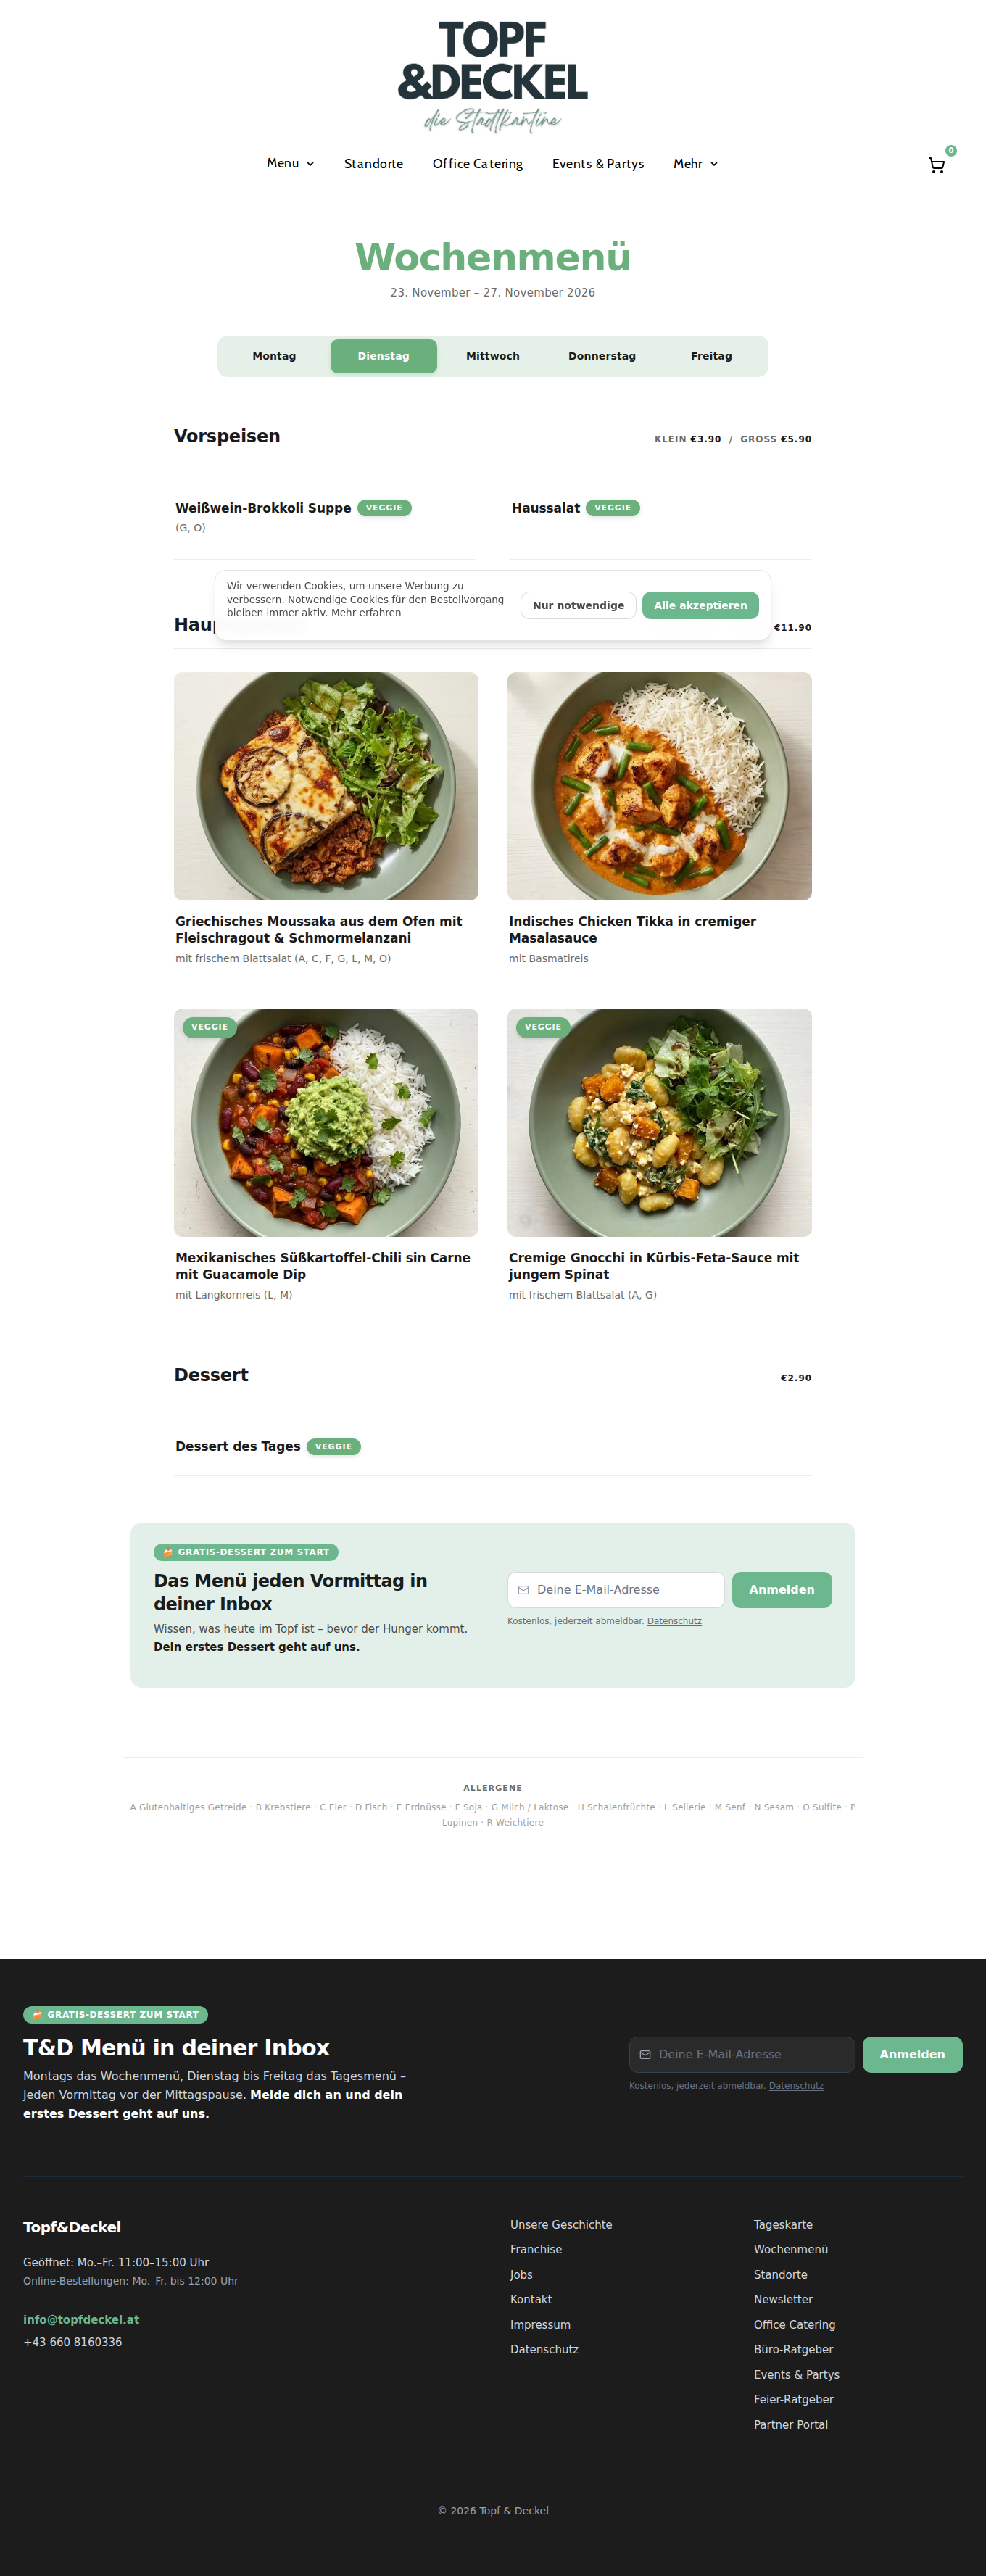 TOPF
&DECKEL
die Stadtkantine
Menu
Standorte
Office Catering
Events & Partys
Mehr
0
Wochenmenü
23. November – 27. November 2026
Montag
Dienstag
Mittwoch
Donnerstag
Freitag
Vorspeisen
KLEIN €3.90 / GROSS €5.90
Weißwein-Brokkoli Suppe VEGGIE
(G, O)
Haussalat VEGGIE
Wir verwenden Cookies, um unsere Werbung zu
verbessern. Notwendige Cookies für den Bestellvorgang
bleiben immer aktiv. Mehr erfahren
Nur notwendige
Alle akzeptieren
€11.90
Griechisches Moussaka aus dem Ofen mit
Fleischragout & Schmormelanzani
mit frischem Blattsalat (A, C, F, G, L, M, O)
Indisches Chicken Tikka in cremiger
Masalasauce
mit Basmatireis
VEGGIE
Mexikanisches Süßkartoffel-Chili sin Carne
mit Guacamole Dip
mit Langkornreis (L, M)
VEGGIE
Cremige Gnocchi in Kürbis-Feta-Sauce mit
jungem Spinat
mit frischem Blattsalat (A, G)
Dessert
€2.90
Dessert des Tages VEGGIE
🍰 GRATIS-DESSERT ZUM START
Das Menü jeden Vormittag in
deiner Inbox
Wissen, was heute im Topf ist – bevor der Hunger kommt.
Dein erstes Dessert geht auf uns.
Deine E-Mail-Adresse
Anmelden
Kostenlos, jederzeit abmeldbar. Datenschutz
ALLERGENE
A Glutenhaltiges Getreide · B Krebstiere · C Eier · D Fisch · E Erdnüsse · F Soja · G Milch / Laktose · H Schalenfrüchte · L Sellerie · M Senf · N Sesam · O Sulfite · P
Lupinen · R Weichtiere
🍰 GRATIS-DESSERT ZUM START
T&D Menü in deiner Inbox
Montags das Wochenmenü, Dienstag bis Freitag das Tagesmenü –
jeden Vormittag vor der Mittagspause. Melde dich an und dein
erstes Dessert geht auf uns.
Deine E-Mail-Adresse
Anmelden
Kostenlos, jederzeit abmeldbar. Datenschutz
Topf&Deckel
Geöffnet: Mo.–Fr. 11:00–15:00 Uhr
Online-Bestellungen: Mo.–Fr. bis 12:00 Uhr
info@topfdeckel.at
+43 660 8160336
Unsere Geschichte
Franchise
Jobs
Kontakt
Impressum
Datenschutz
Tageskarte
Wochenmenü
Standorte
Newsletter
Office Catering
Büro-Ratgeber
Events & Partys
Feier-Ratgeber
Partner Portal
© 2026 Topf & Deckel